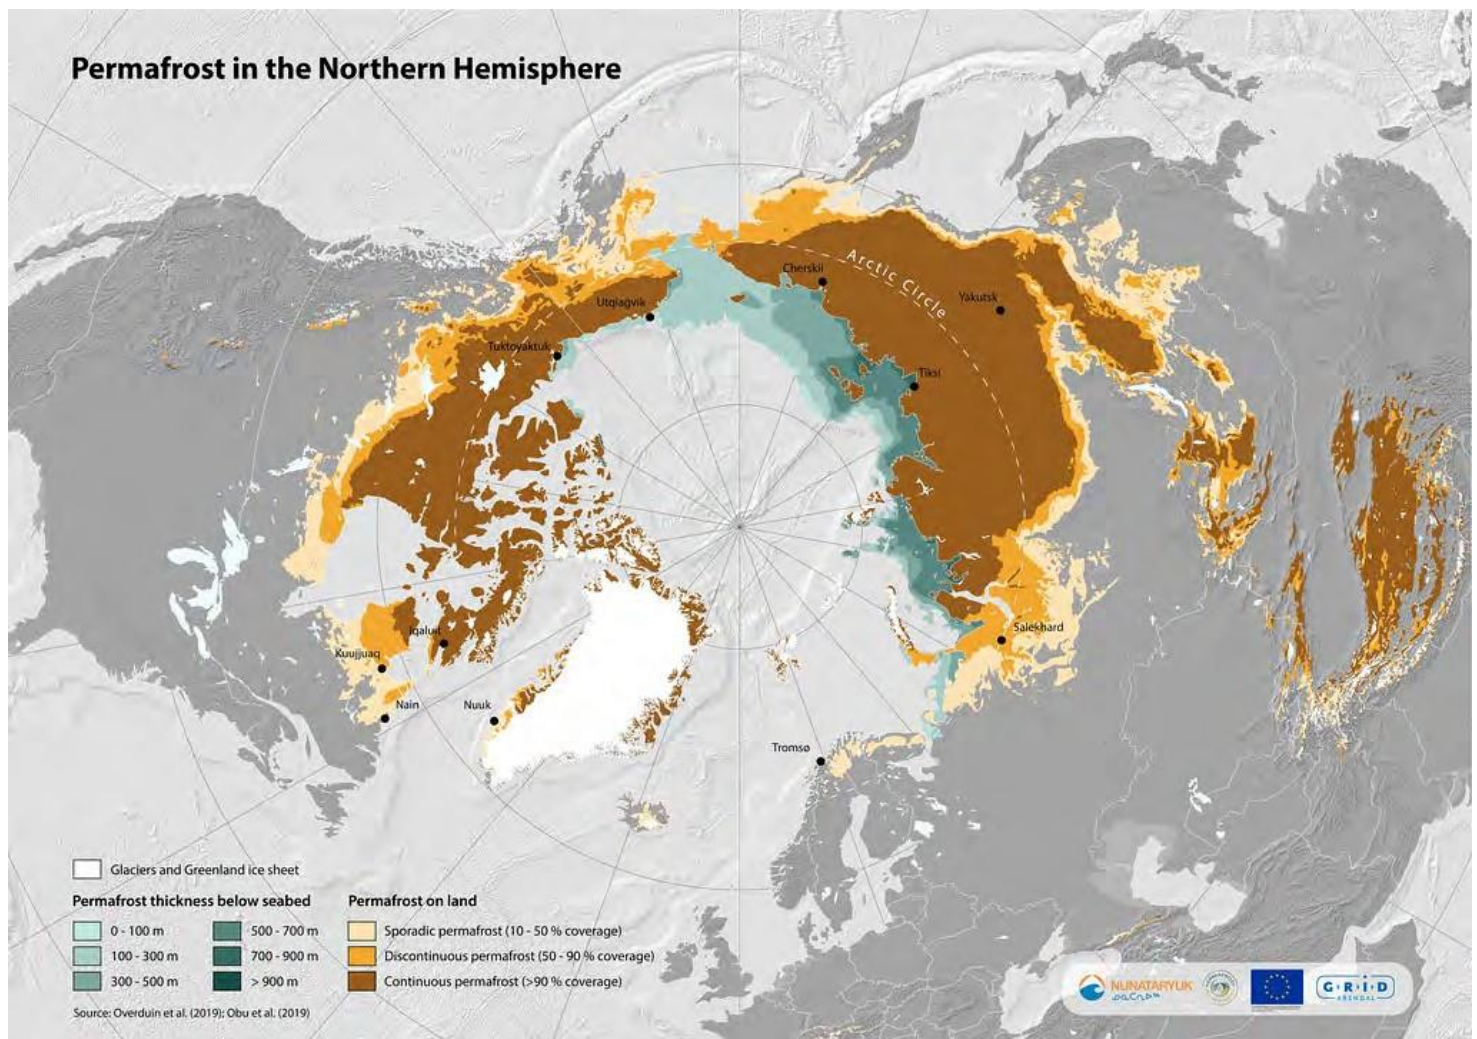 Permafrost in the Northern Hemisphere
Arctic Circle
Cherskii
Yakutsk
Utqiagvik
Tuktoyaktuk
Tiksi
Iqaluit
Kuujjuaq
Salekhard
Nain
Nuuk
Tromsø
Glaciers and Greenland ice sheet
Permafrost thickness below seabed
0 - 100 m
100 - 300 m
300 - 500 m
500 - 700 m
700 - 900 m
> 900 m
Permafrost on land
Sporadic permafrost (10 - 50 % coverage)
Discontinuous permafrost (50 - 90 % coverage)
Continuous permafrost (>90 % coverage)
Source: Overduin et al. (2019); Obu et al. (2019)
NUNATARYUK
G R I D
ARENDAL